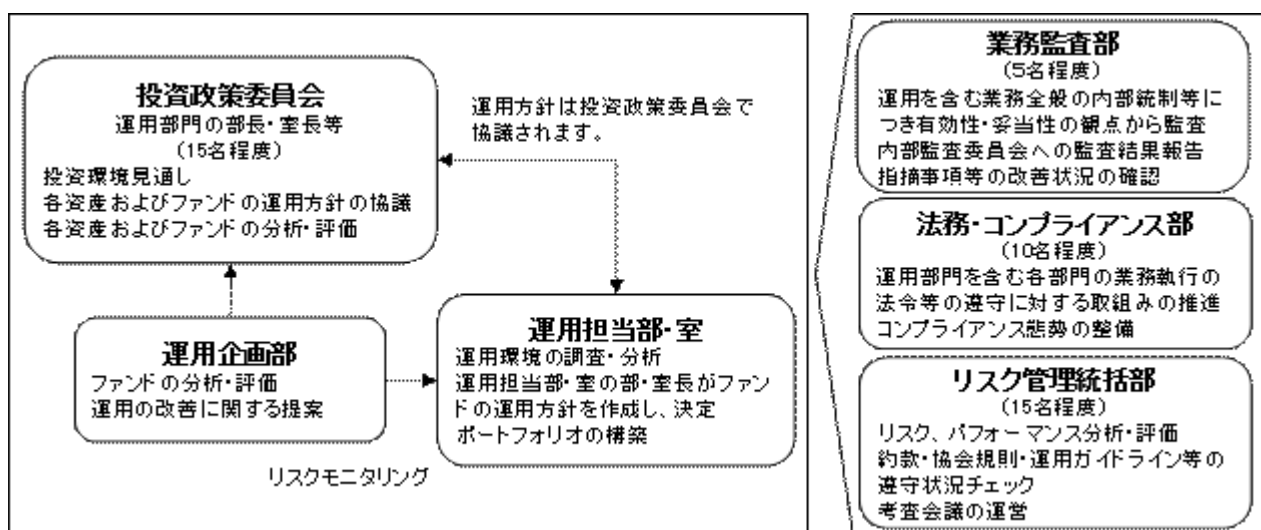 投資政策委員会
運用部門の部長・室長等
(15名程度)
投資環境見通し
各資産およびファンドの運用方針の協議
各資産およびファンドの分析・評価
運用方針は投資政策委員会で
協議されます。
運用企画部
ファンドの分析・評価
運用の改善に関する提案
運用担当部・室
運用環境の調査・分析
運用担当部・室の部・室長がファン
ドの運用方針を作成し、決定
ポートフォリオの構築
リスクモニタリング
業務監査部
(5名程度)
運用を含む業務全般の内部統制等に
つき有効性・妥当性の観点から監査
内部監査委員会への監査結果報告
指摘事項等の改善状況の確認
法務・コンプライアンス部
(10名程度)
運用部門を含む各部門の業務執行の
法令等の遵守に対する取組みの推進
コンプライアンス態勢の整備
リスク管理統括部
(15名程度)
リスク、パフォーマンス分析・評価
約款・協会規則・運用ガイドライン等の
遵守状況チェック
考査会議の運営